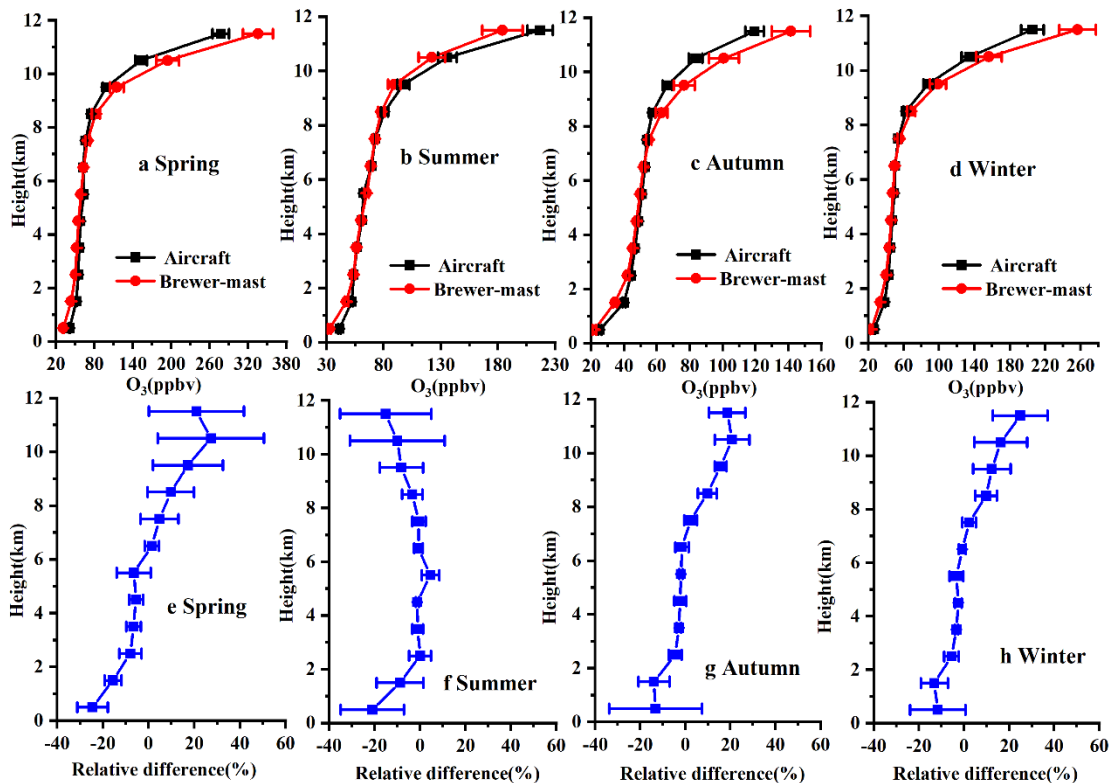 12
10
8
6
4
2
0
Height(km)
a Spring
Aircraft
Brewer-mast
20 80 140 200 260 320 380
O3(ppbv)
12
10
8
6
4
2
0
Height(km)
b Summer
Aircraft
Brewer-mast
30 80 130 180 230
O3(ppbv)
12
10
8
6
4
2
0
Height(km)
c Autumn
Aircraft
Brewer-mast
20 40 60 80 100 120 140 160
O3(ppbv)
12
10
8
6
4
2
0
Height(km)
d Winter
Aircraft
Brewer-mast
20 60 100 140 180 220 260
O3(ppbv)
12
10
8
6
4
2
0
Height(km)
e Spring
-40 -20 0 20 40 60
Relative difference(%)
12
10
8
6
4
2
0
Height(km)
f Summer
-40 -20 0 20 40 60
Relative difference(%)
12
10
8
6
4
2
0
Height(km)
g Autumn
-40 -20 0 20 40 60
Relative difference(%)
12
10
8
6
4
2
0
Height(km)
h Winter
-40 -20 0 20 40 60
Relative difference(%)